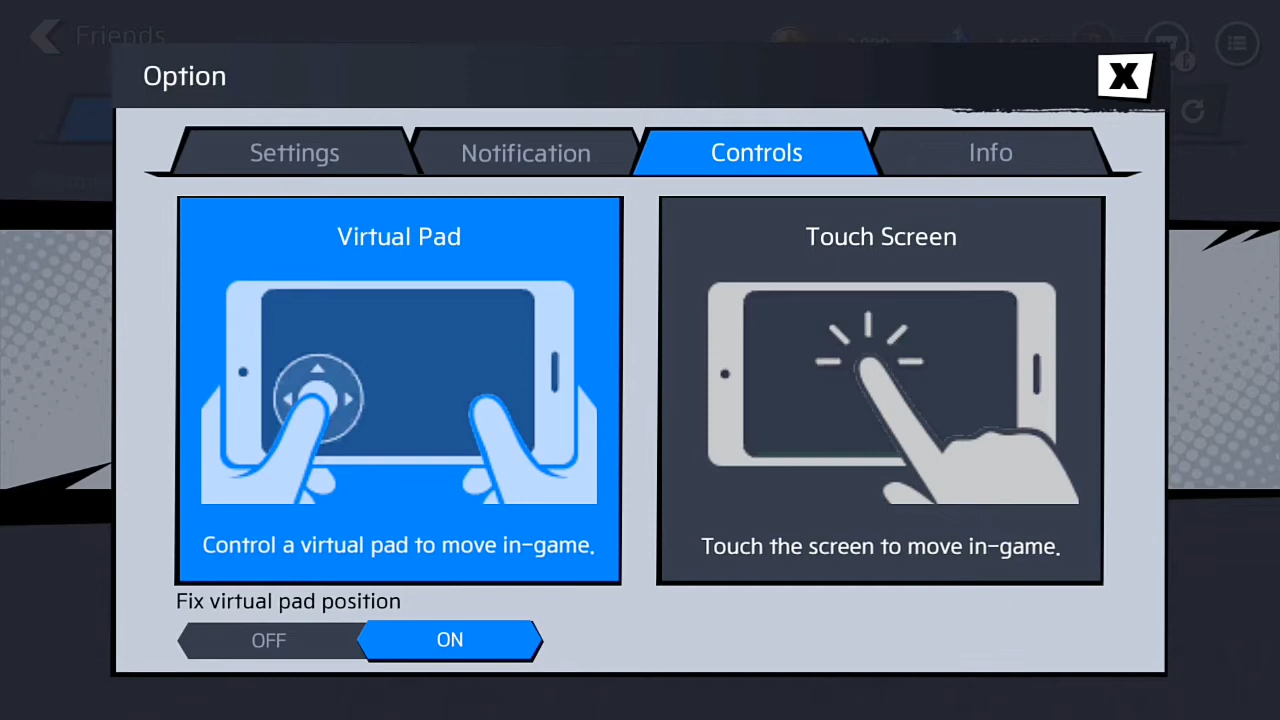 Friends
Option
X
Settings
Notification
Controls
Info
Virtual Pad
Touch Screen
Control a virtual pad to move in-game.
Touch the screen to move in-game.
Fix virtual pad position
OFF
ON